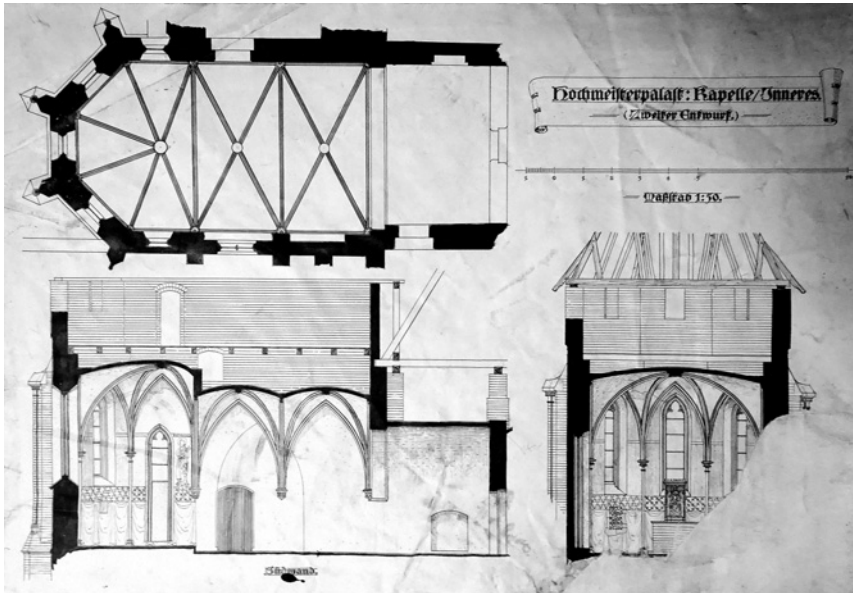 Hochmeisterpalast: Kapelle/Inneres.
(Zweiter Entwurf.)
Maßstab 1:50.
Südwand.